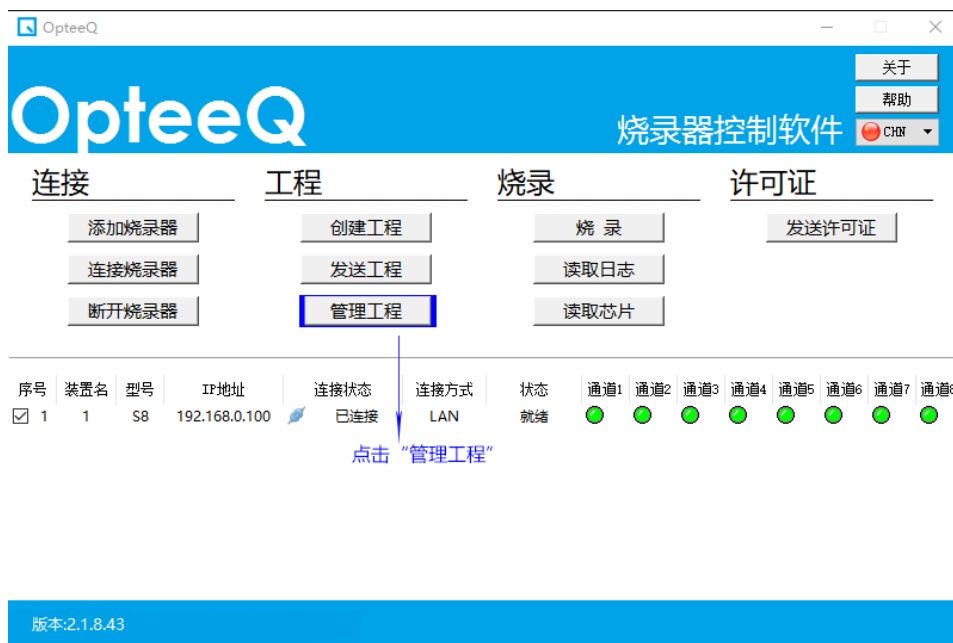 OpteeQ
关于
OpteeQ
帮助
烧录器控制软件
CHN
连接 工程 烧录 许可证
添加烧录器 创建工程 烧 录 发送许可证
连接烧录器 发送工程 读取日志
断开烧录器 管理工程 读取芯片
序号 装置名 型号 IP地址 连接状态 连接方式 状态 通道1 通道2 通道3 通道4 通道5 通道6 通道7 通道8
1 1 S8 192.168.0.100 已连接 LAN 就绪
点击“管理工程”
版本:2.1.8.43